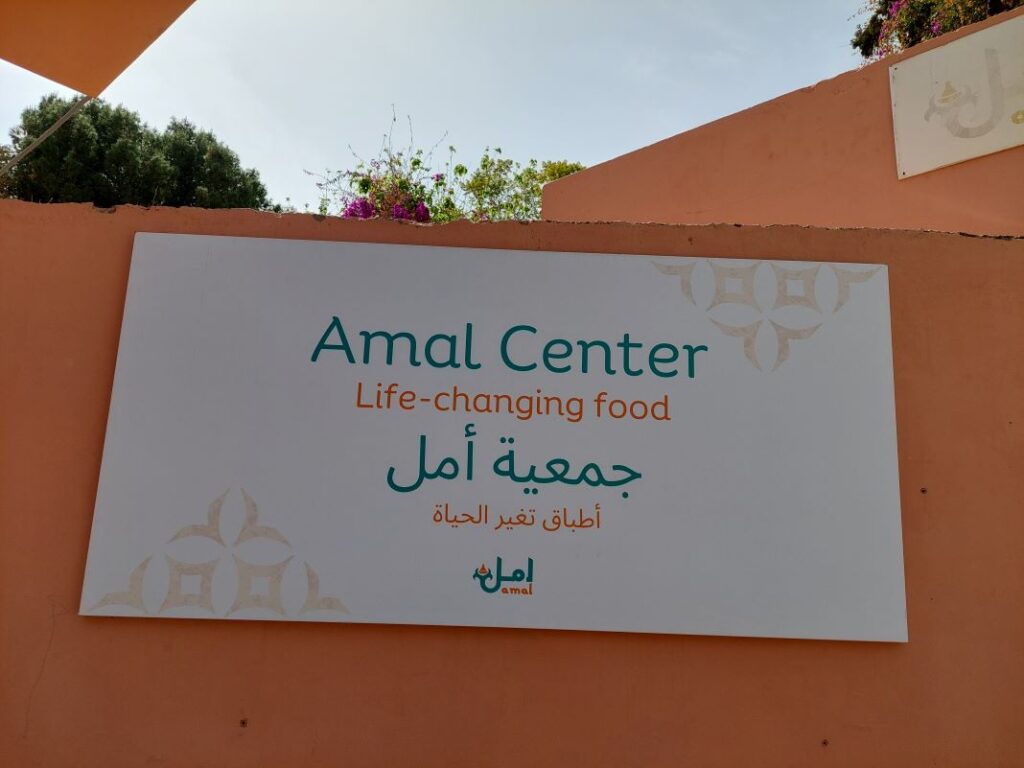 Amal Center
Life-changing food
جمعية أمل
أطباق تغير الحياة
امل
amal